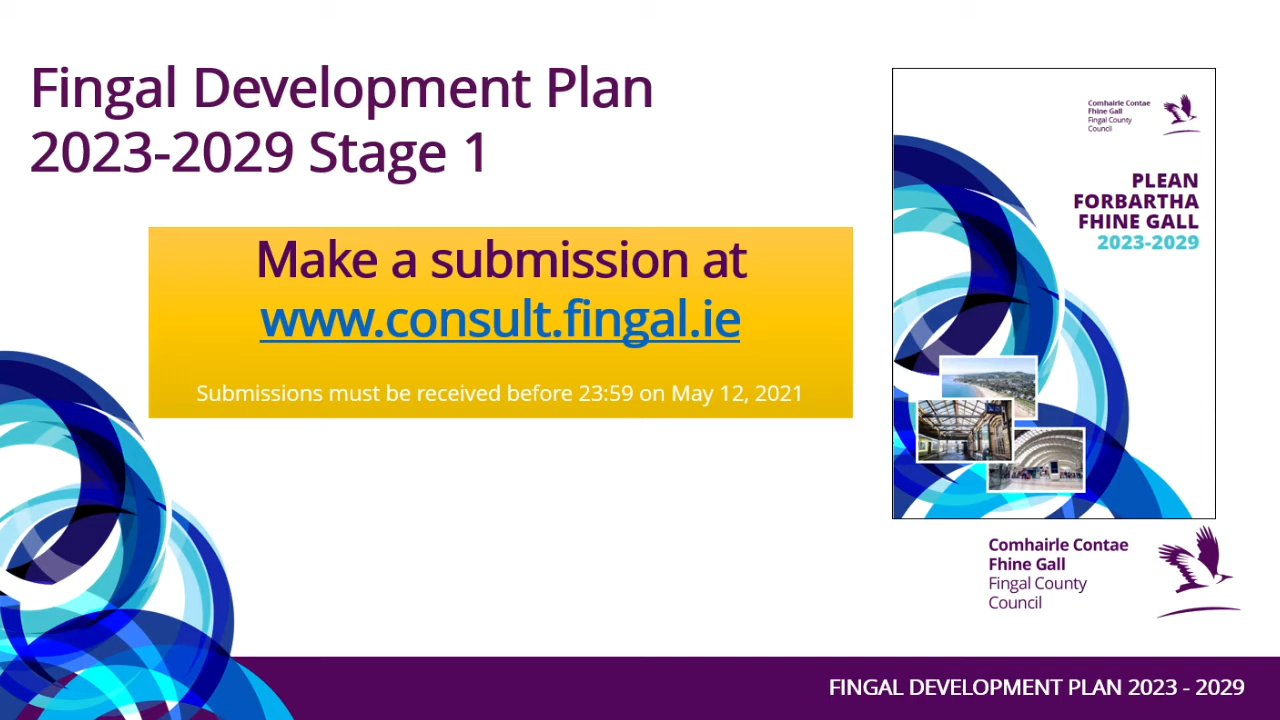 Fingal Development Plan
2023-2029 Stage 1
Make a submission at
www.consult.fingal.ie
Submissions must be received before 23:59 on May 12, 2021
Comhairle Contae
Fhine Gall
Fingal County
Council
PLEAN
FORBARTHA
FHINE GALL
2023-2029
Comhairle Contae
Fhine Gall
Fingal County
Council
FINGAL DEVELOPMENT PLAN 2023 - 2029